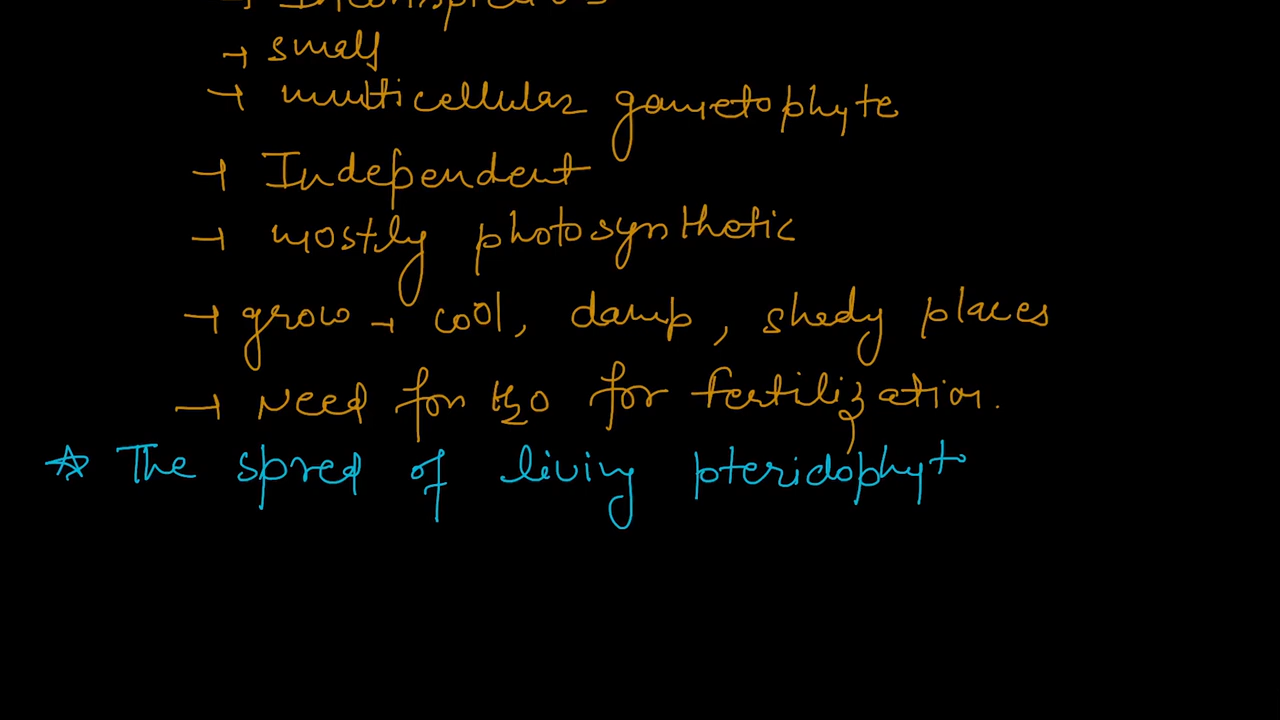 → small
→ multicellular gametophyte
→ Independent
→ mostly photosynthetic
→ grow → cool, damp, shedy places
→ Need for H2O for fertilization.
☆ The spred of living pteridophyt